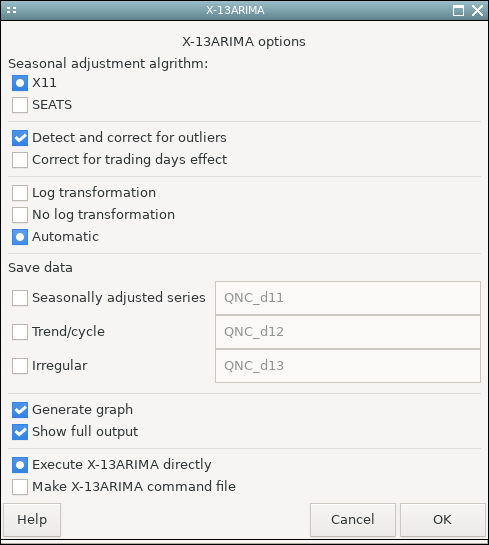 X-13ARIMA
X-13ARIMA options
Seasonal adjustment algrithm:
X11
SEATS
Detect and correct for outliers
Correct for trading days effect
Log transformation
No log transformation
Automatic
Save data
Seasonally adjusted series QNC_d11
Trend/cycle QNC_d12
Irregular QNC_d13
Generate graph
Show full output
Execute X-13ARIMA directly
Make X-13ARIMA command file
Help Cancel OK